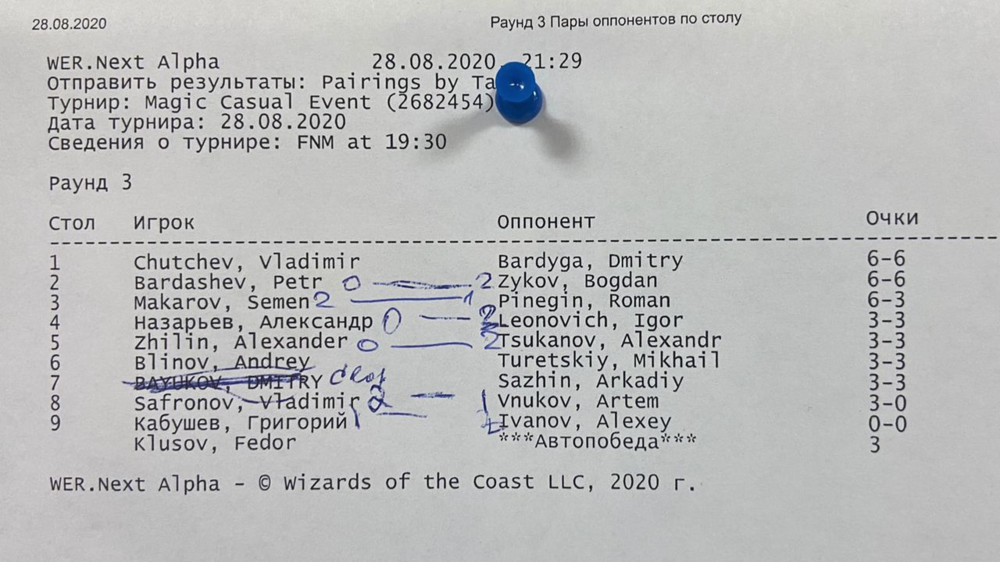 28.08.2020 Раунд 3 Пары оппонентов по столу
WER.Next Alpha 28.08.2020 21:29
Отправить результаты: Pairings by
Турнир: Magic Casual Event (2682454)
Дата турнира: 28.08.2020
Сведения о турнире: FNM at 19:30
Раунд 3
Стол Игрок Оппонент Очки
1 Chutchev, Vladimir Bardyga, Dmitry 6-6
2 Bardashev, Petr 0 — 2 Zykov, Bogdan 6-6
3 Makarov, Semen 2 — 1 Pinegin, Roman 6-3
4 Назарьев, Александр 0 — 2 Leonovich, Igor 3-3
5 Zhilin, Alexander 0 — 2 Tsukanov, Alexandr 3-3
6 Blinov, Andrey Turetskiy, Mikhail 3-3
7 BAYUKOV, DMITRY drop Sazhin, Arkadiy 3-3
8 Safronov, Vladimir 2 — 1 Vnukov, Artem 3-0
9 Кабушев, Григорий 1 — 2 Ivanov, Alexey 0-0
Klusov, Fedor ***Автопобеда*** 3
WER.Next Alpha - © Wizards of the Coast LLC, 2020 г.